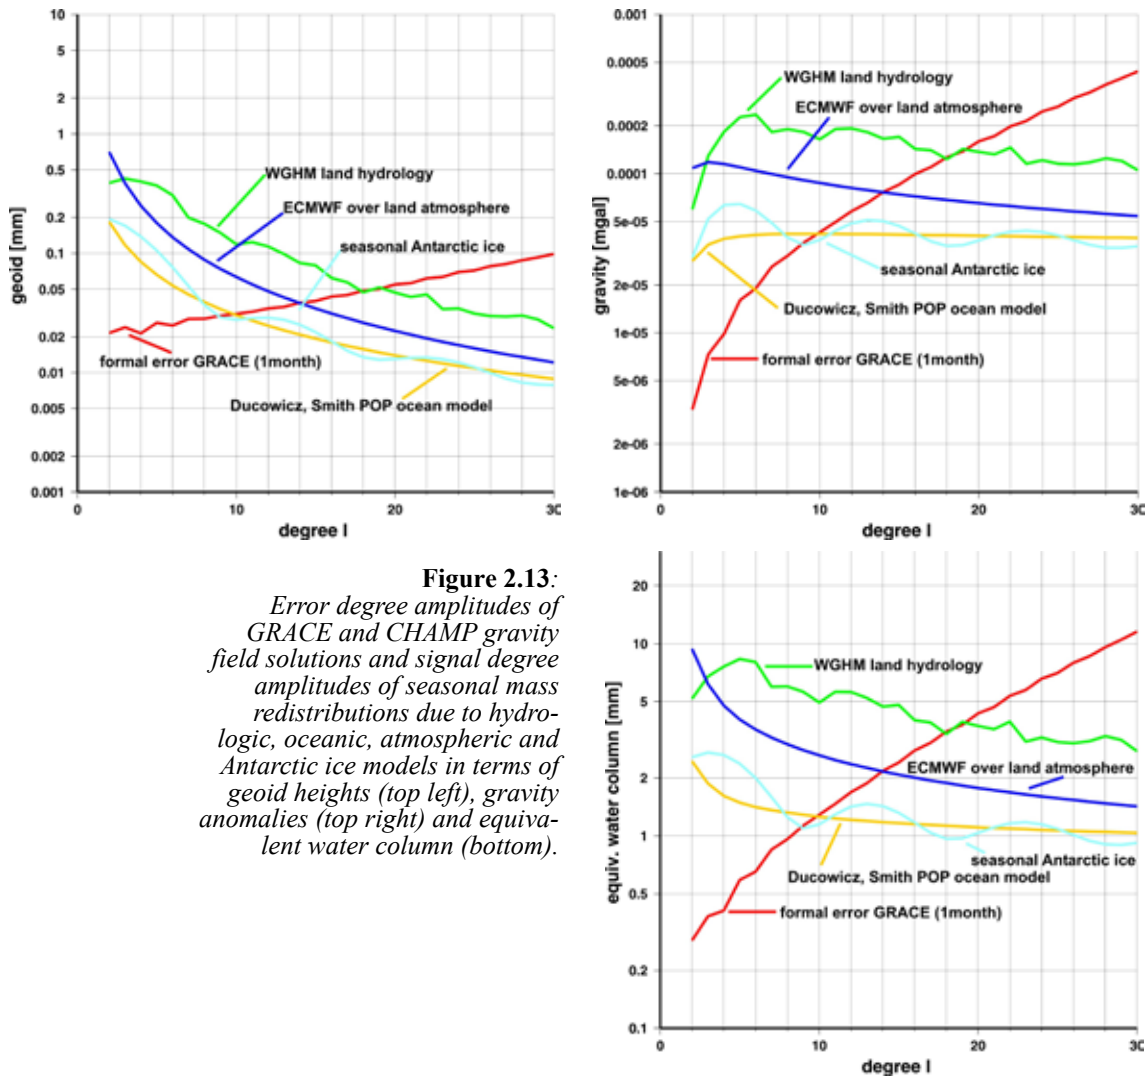 10
5
2
1
0.5
0.2
0.1
0.05
0.02
0.01
0.005
0.002
0.001
geoid [mm]
WGHM land hydrology
ECMWF over land atmosphere
seasonal Antarctic ice
formal error GRACE (1month)
Ducowicz, Smith POP ocean model
0 10 20 30
degree l
0.001
0.0005
0.0002
0.0001
5e-05
2e-05
1e-05
5e-06
2e-06
1e-06
gravity [mgal]
WGHM land hydrology
ECMWF over land atmosphere
seasonal Antarctic ice
Ducowicz, Smith POP ocean model
formal error GRACE (1month)
0 10 20 30
degree l
Figure 2.13:
Error degree amplitudes of
GRACE and CHAMP gravity
field solutions and signal degree
amplitudes of seasonal mass
redistributions due to hydro-
logic, oceanic, atmospheric and
Antarctic ice models in terms of
geoid heights (top left), gravity
anomalies (top right) and equiva-
lent water column (bottom).
20
10
5
2
1
0.5
0.2
0.1
equiv. water column [mm]
WGHM land hydrology
ECMWF over land atmosphere
seasonal Antarctic ice
Ducowicz, Smith POP ocean model
formal error GRACE (1month)
0 10 20 30
degree l